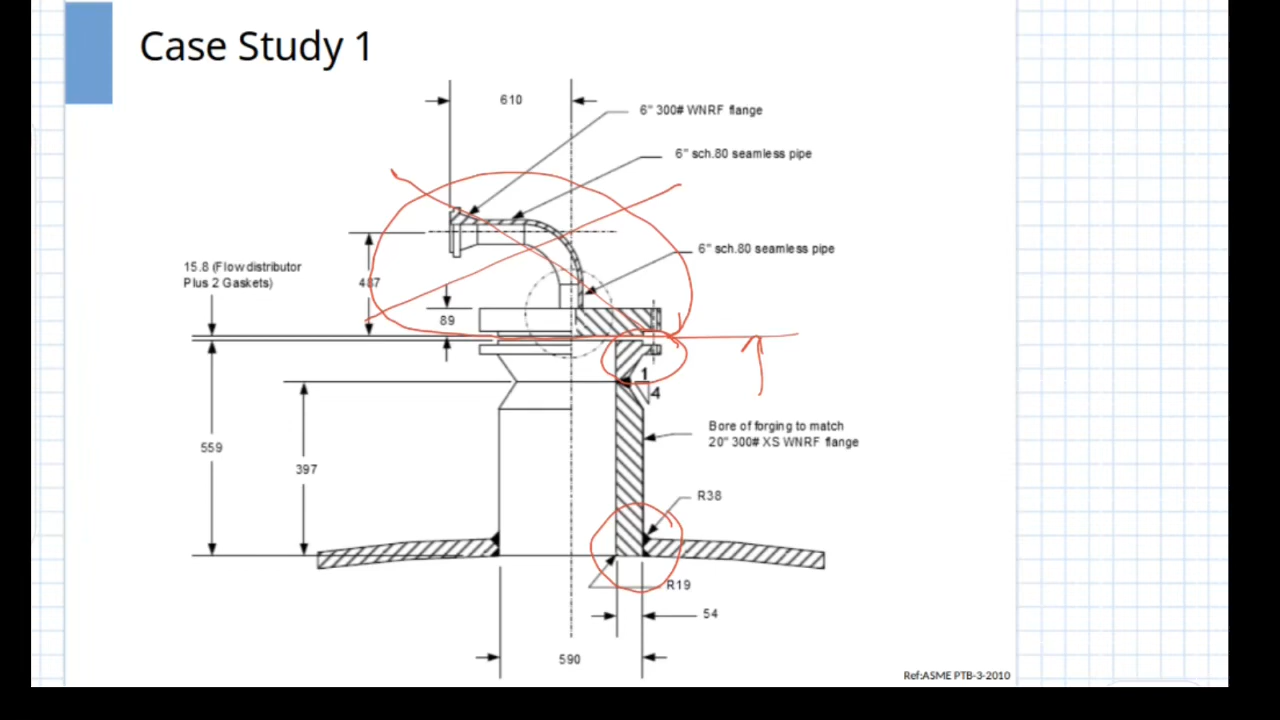 Case Study 1
610
6" 300# WNRF flange
6" sch.80 seamless pipe
6" sch.80 seamless pipe
15.8 (Flow distributor
Plus 2 Gaskets)
487
89
1
4
Bore of forging to match
20" 300# XS WNRF flange
559
397
R38
R19
54
590
Ref:ASME PTB-3-2010